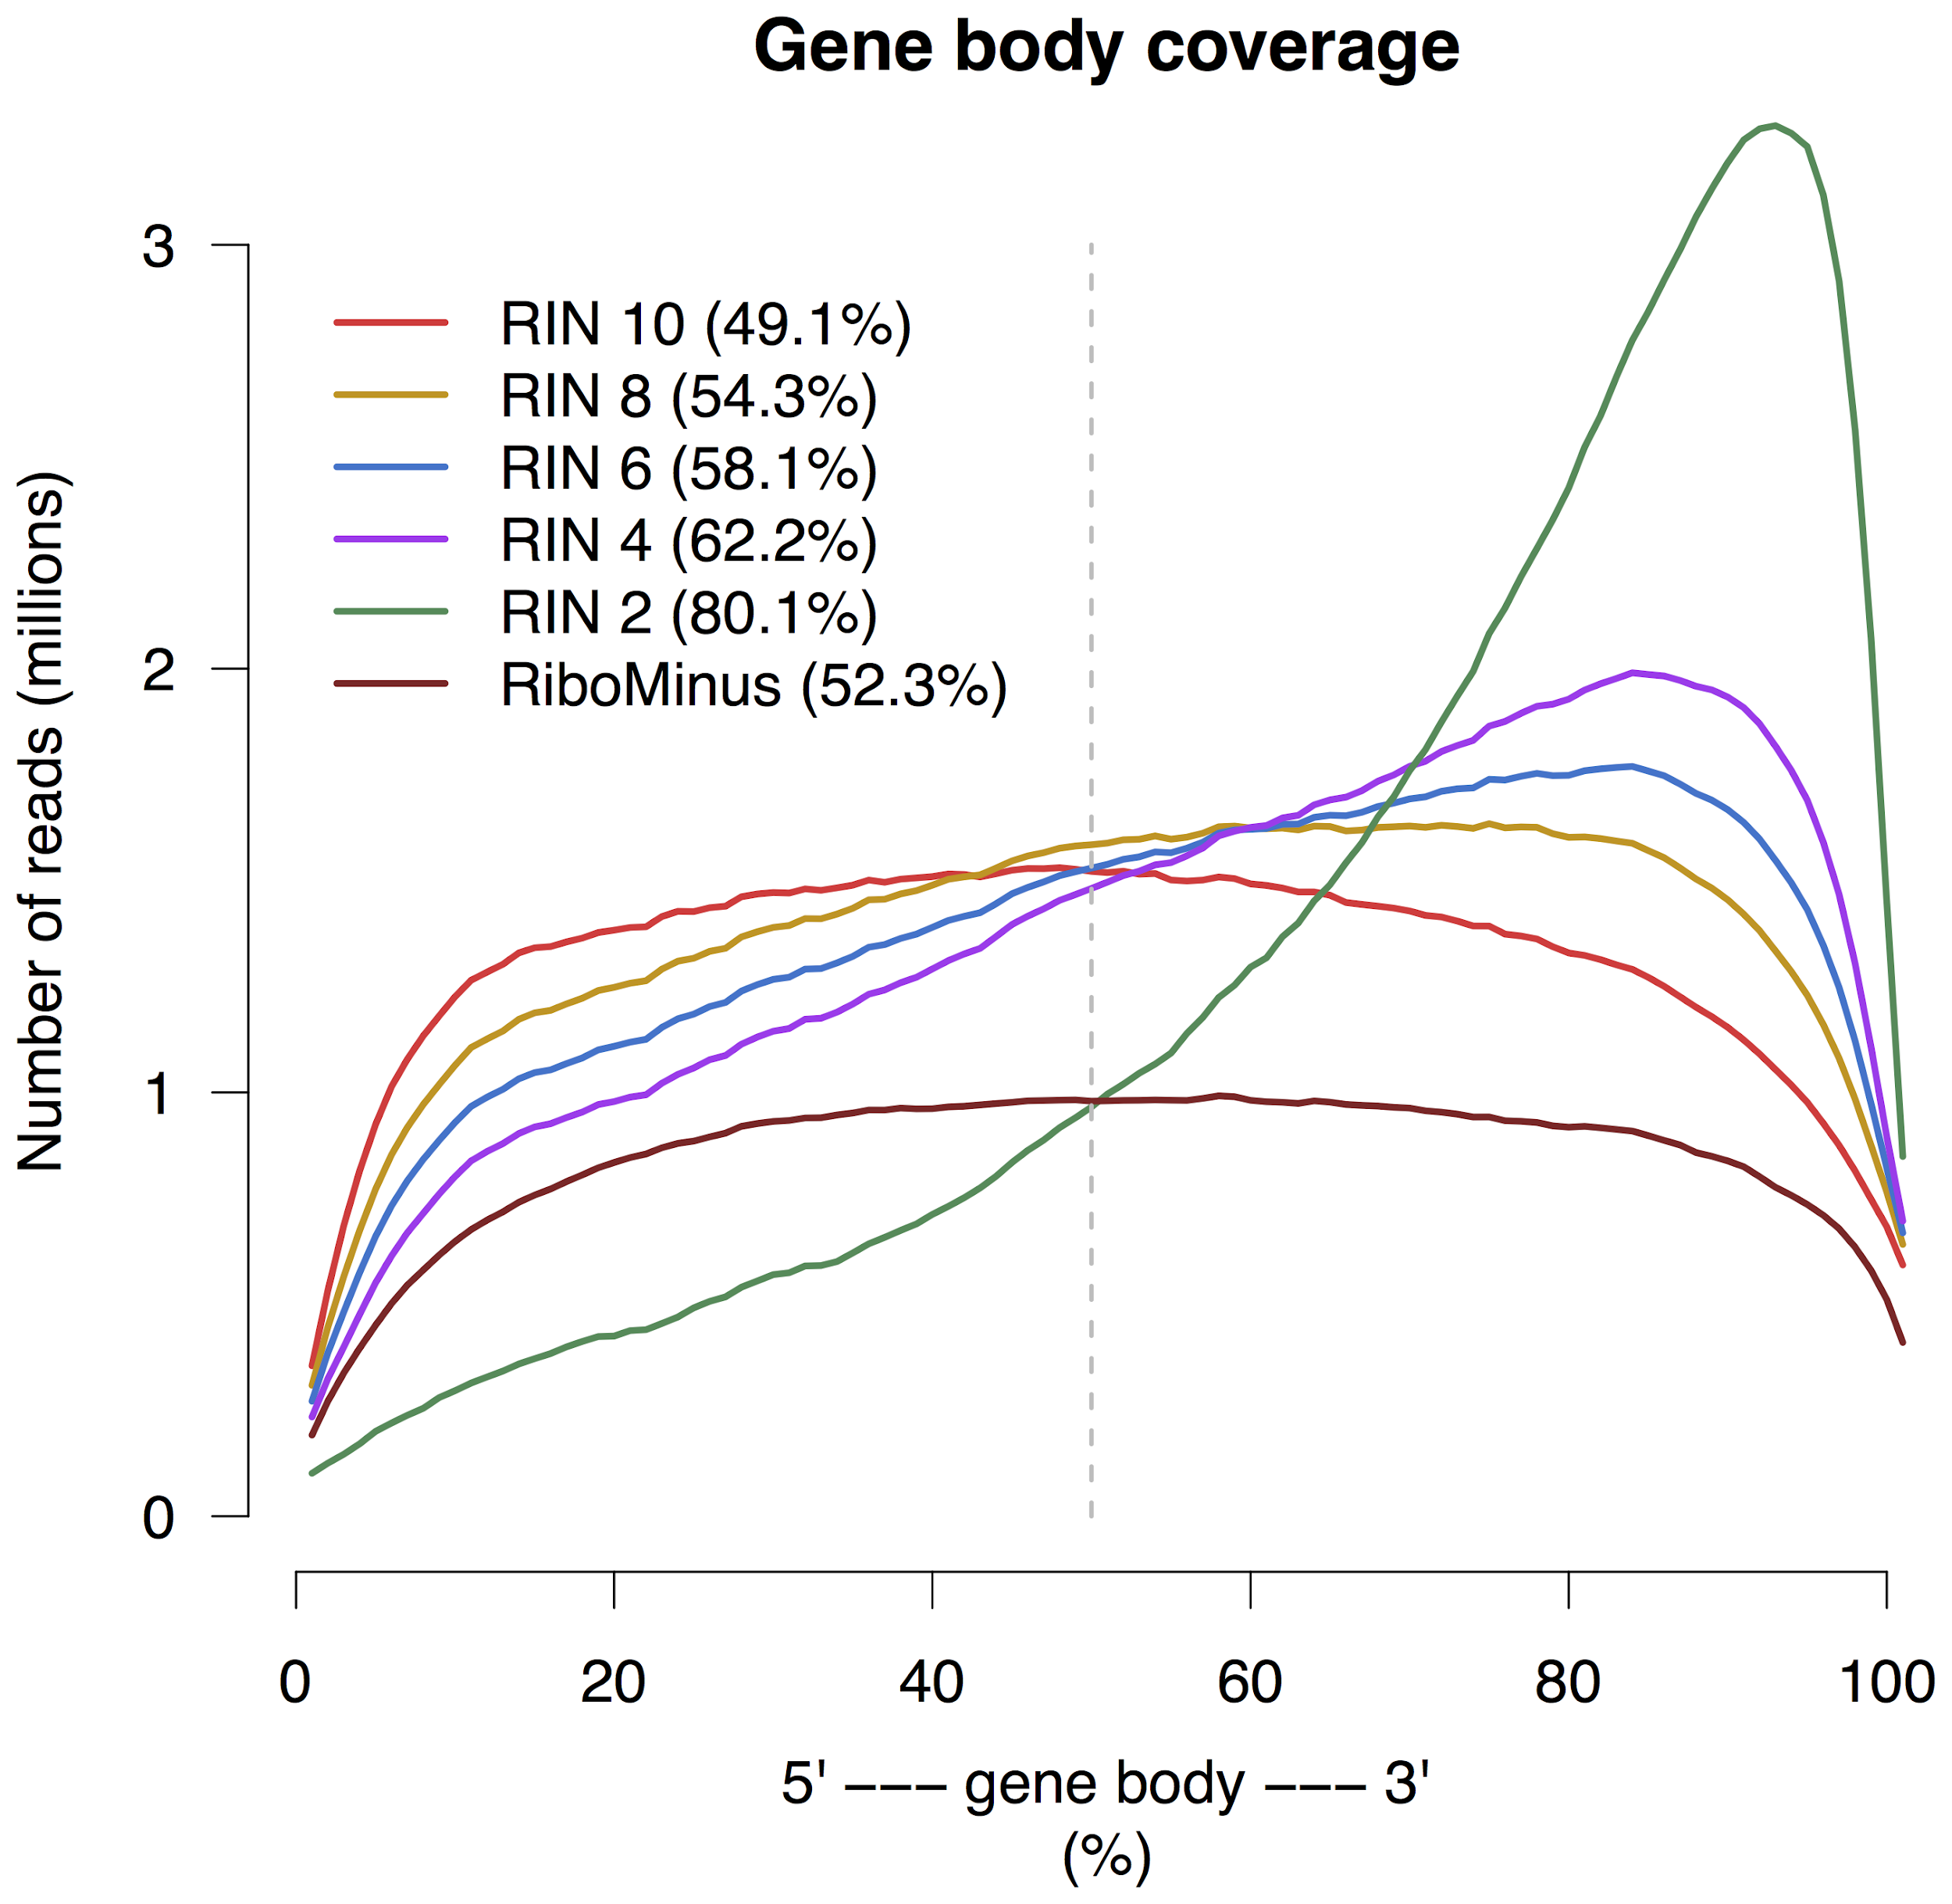 Gene body coverage
Number of reads (millions)
3
2
1
0
RIN 10 (49.1%)
RIN 8 (54.3%)
RIN 6 (58.1%)
RIN 4 (62.2%)
RIN 2 (80.1%)
RiboMinus (52.3%)
0 20 40 60 80 100
5' −−− gene body −−− 3'
(%)